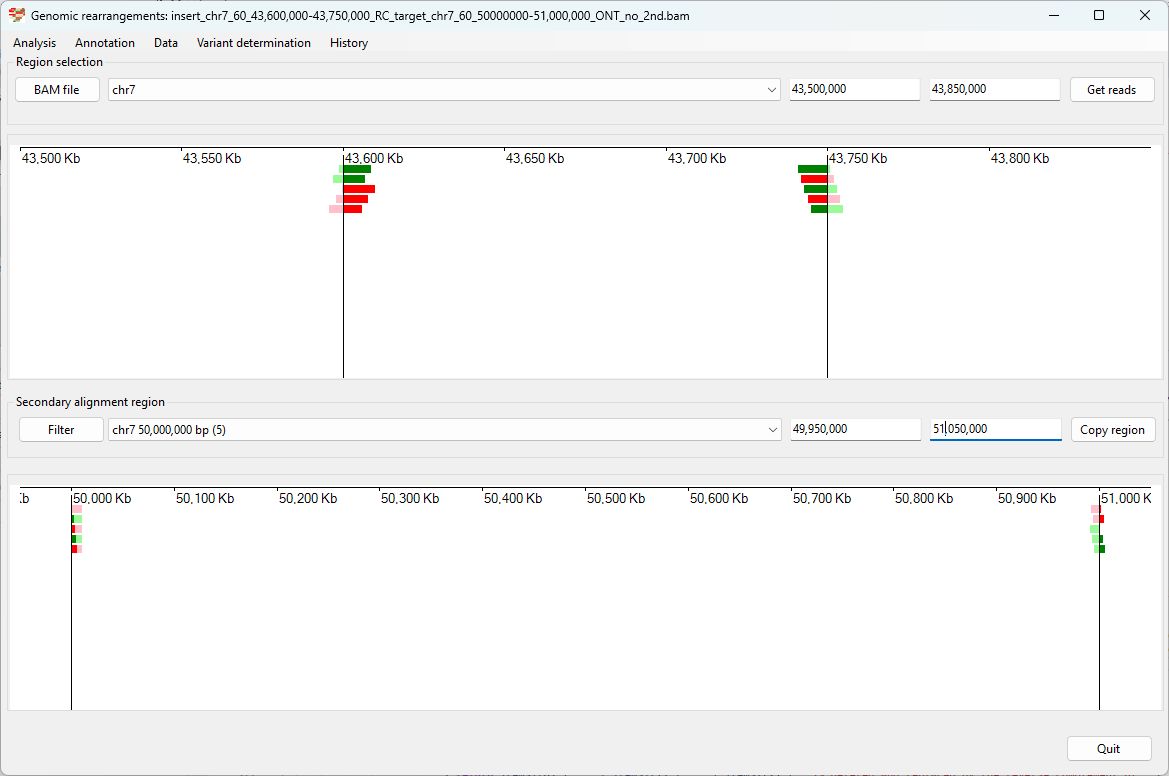 Genomic rearrangements: insert_chr7_60_43,600,000-43,750,000_RC_target_chr7_60_50000000-51,000,000_ONT_no_2nd.bam
Analysis Annotation Data Variant determination History
Region selection
BAM file chr7 43,500,000 43,850,000 Get reads
43,500 Kb 43,550 Kb 43,600 Kb 43,650 Kb 43,700 Kb 43,750 Kb 43,800 Kb
Secondary alignment region
Filter chr7 50,000,000 bp (5) 49,950,000 51,050,000 Copy region
50,000 Kb 50,100 Kb 50,200 Kb 50,300 Kb 50,400 Kb 50,500 Kb 50,600 Kb 50,700 Kb 50,800 Kb 50,900 Kb 51,000 K
Quit